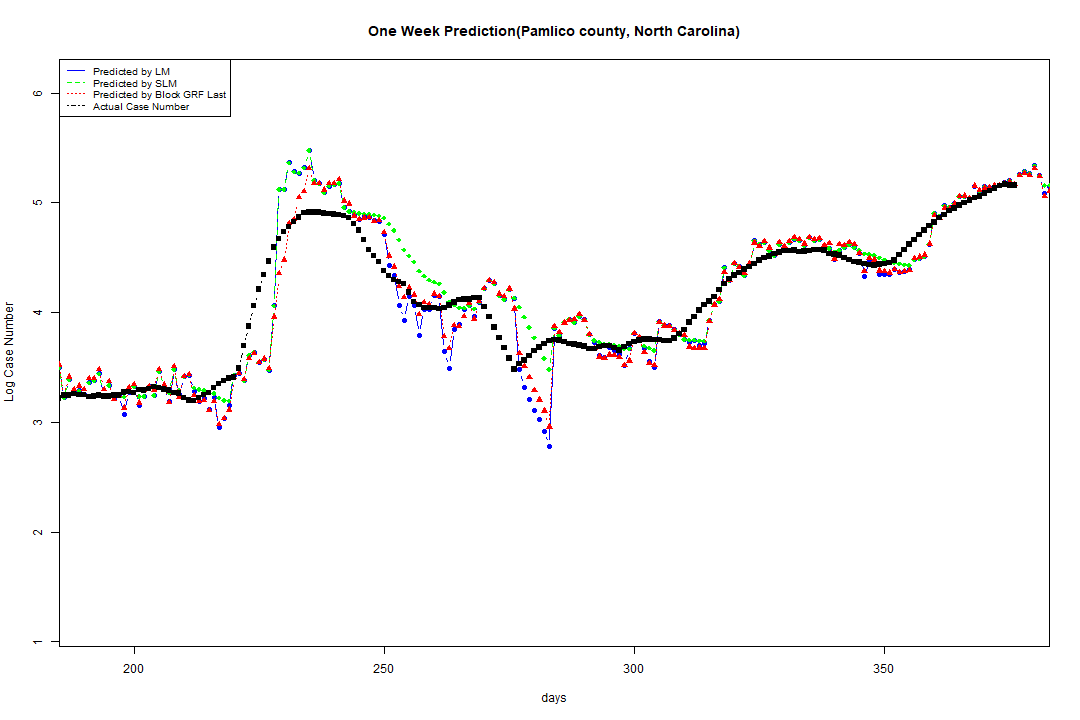 One Week Prediction(Pamlico county, North Carolina)
Predicted by LM
Predicted by SLM
Predicted by Block GRF Last
Actual Case Number
Log Case Number
6
5
4
3
2
1
200
250
300
350
days